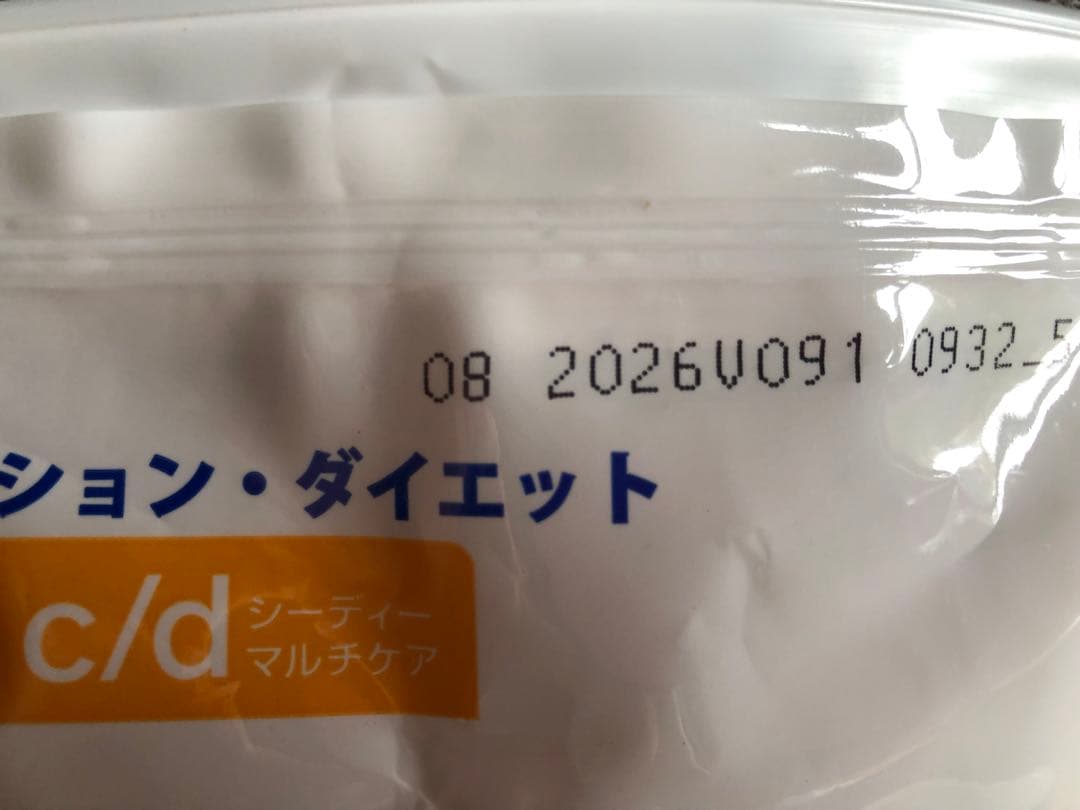 08 2026V091 0932_5
ション・ダイエット
c/d シーディー
マルチケア